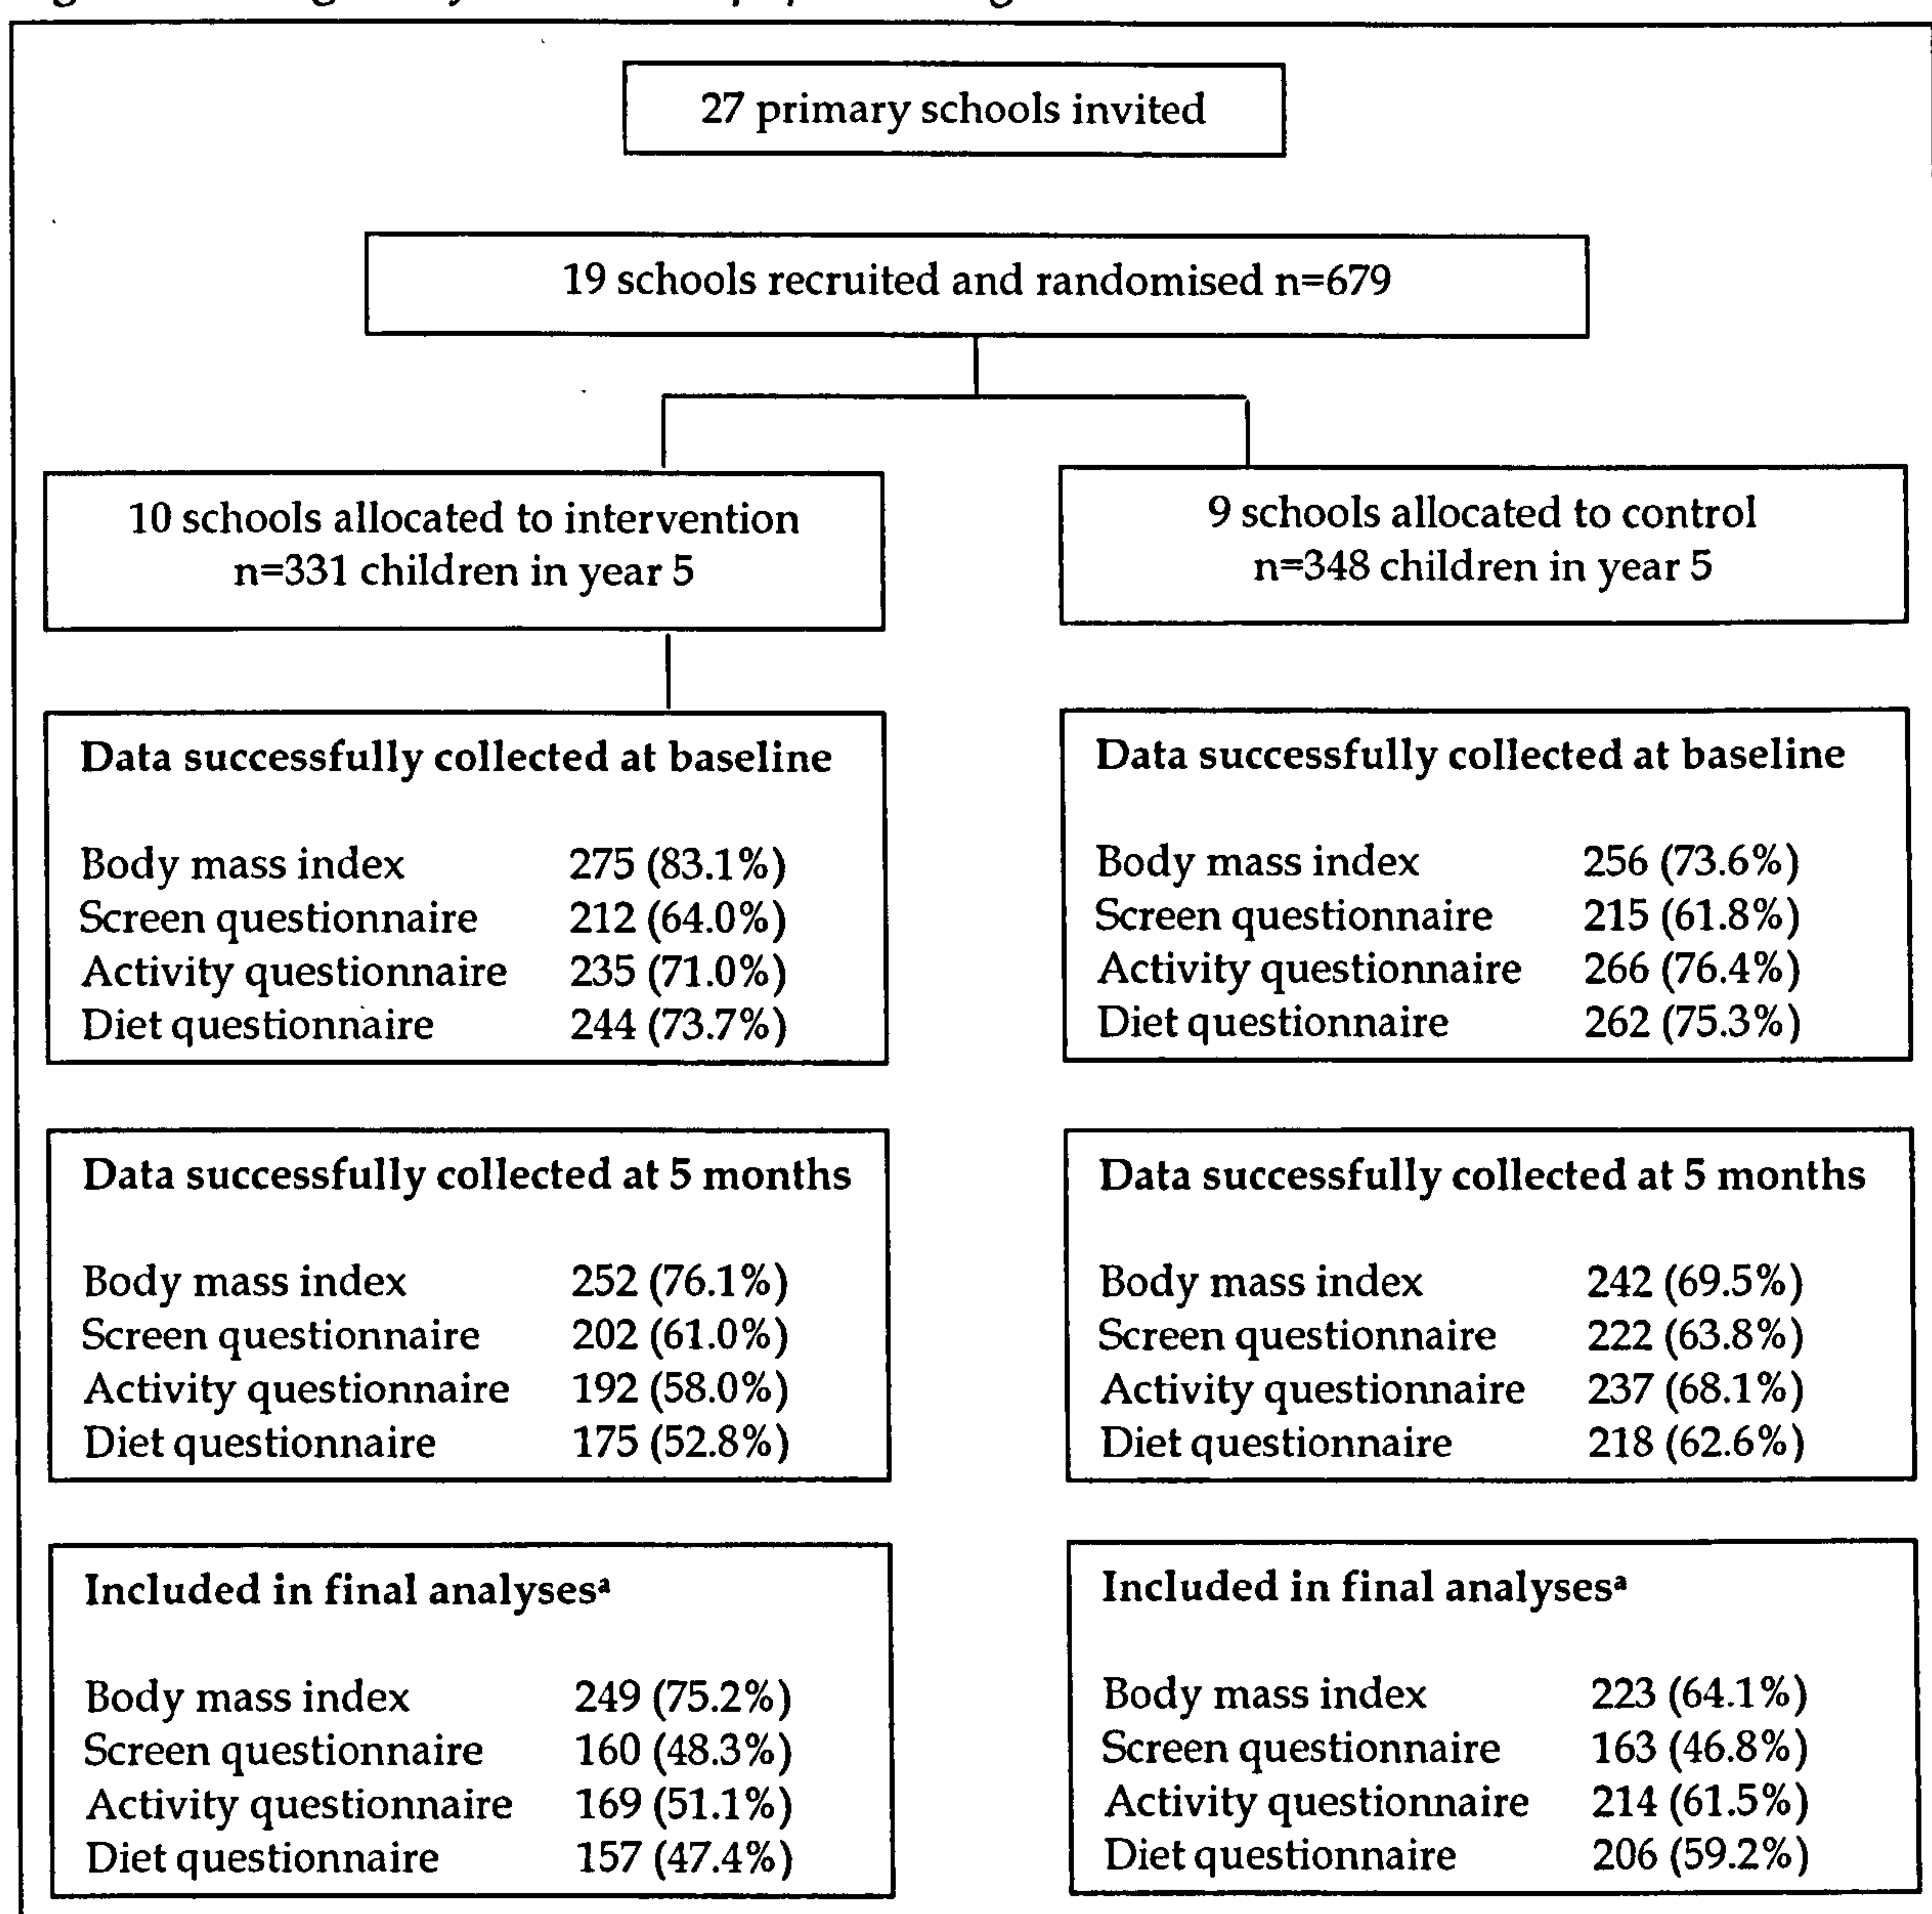 27 primary schools invited
19 schools recruited and randomised n=679
10 schools allocated to intervention
n=331 children in year 5
9 schools allocated to control
n=348 children in year 5
Data successfully collected at baseline
Body mass index 275 (83.1%)
Screen questionnaire 212 (64.0%)
Activity questionnaire 235 (71.0%)
Diet questionnaire 244 (73.7%)
Data successfully collected at baseline
Body mass index 256 (73.6%)
Screen questionnaire 215 (61.8%)
Activity questionnaire 266 (76.4%)
Diet questionnaire 262 (75.3%)
Data successfully collected at 5 months
Body mass index 252 (76.1%)
Screen questionnaire 202 (61.0%)
Activity questionnaire 192 (58.0%)
Diet questionnaire 175 (52.8%)
Data successfully collected at 5 months
Body mass index 242 (69.5%)
Screen questionnaire 222 (63.8%)
Activity questionnaire 237 (68.1%)
Diet questionnaire 218 (62.6%)
Included in final analysesᵃ
Body mass index 249 (75.2%)
Screen questionnaire 160 (48.3%)
Activity questionnaire 169 (51.1%)
Diet questionnaire 157 (47.4%)
Included in final analysesᵃ
Body mass index 223 (64.1%)
Screen questionnaire 163 (46.8%)
Activity questionnaire 214 (61.5%)
Diet questionnaire 206 (59.2%)